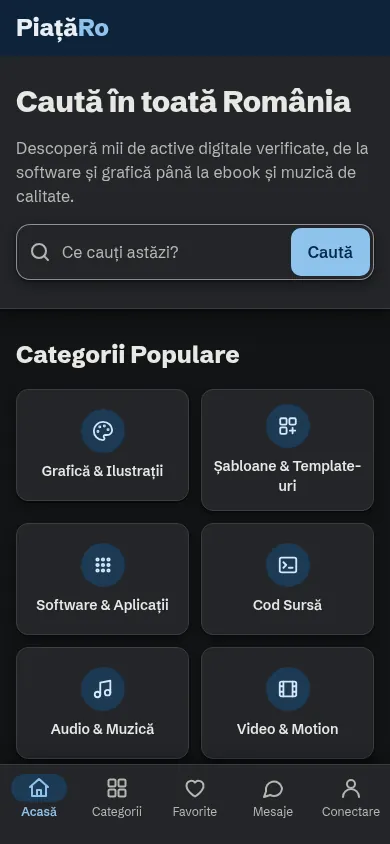 PiațăRo
Caută în toată România
Descoperă mii de active digitale verificate, de la
software și grafică până la ebook și muzică de
calitate.
Ce cauți astăzi?
Caută
Categorii Populare
Grafică & Ilustrații
Șabloane & Template-
uri
Software & Aplicații
Cod Sursă
Audio & Muzică
Video & Motion
Acasă
Categorii
Favorite
Mesaje
Conectare